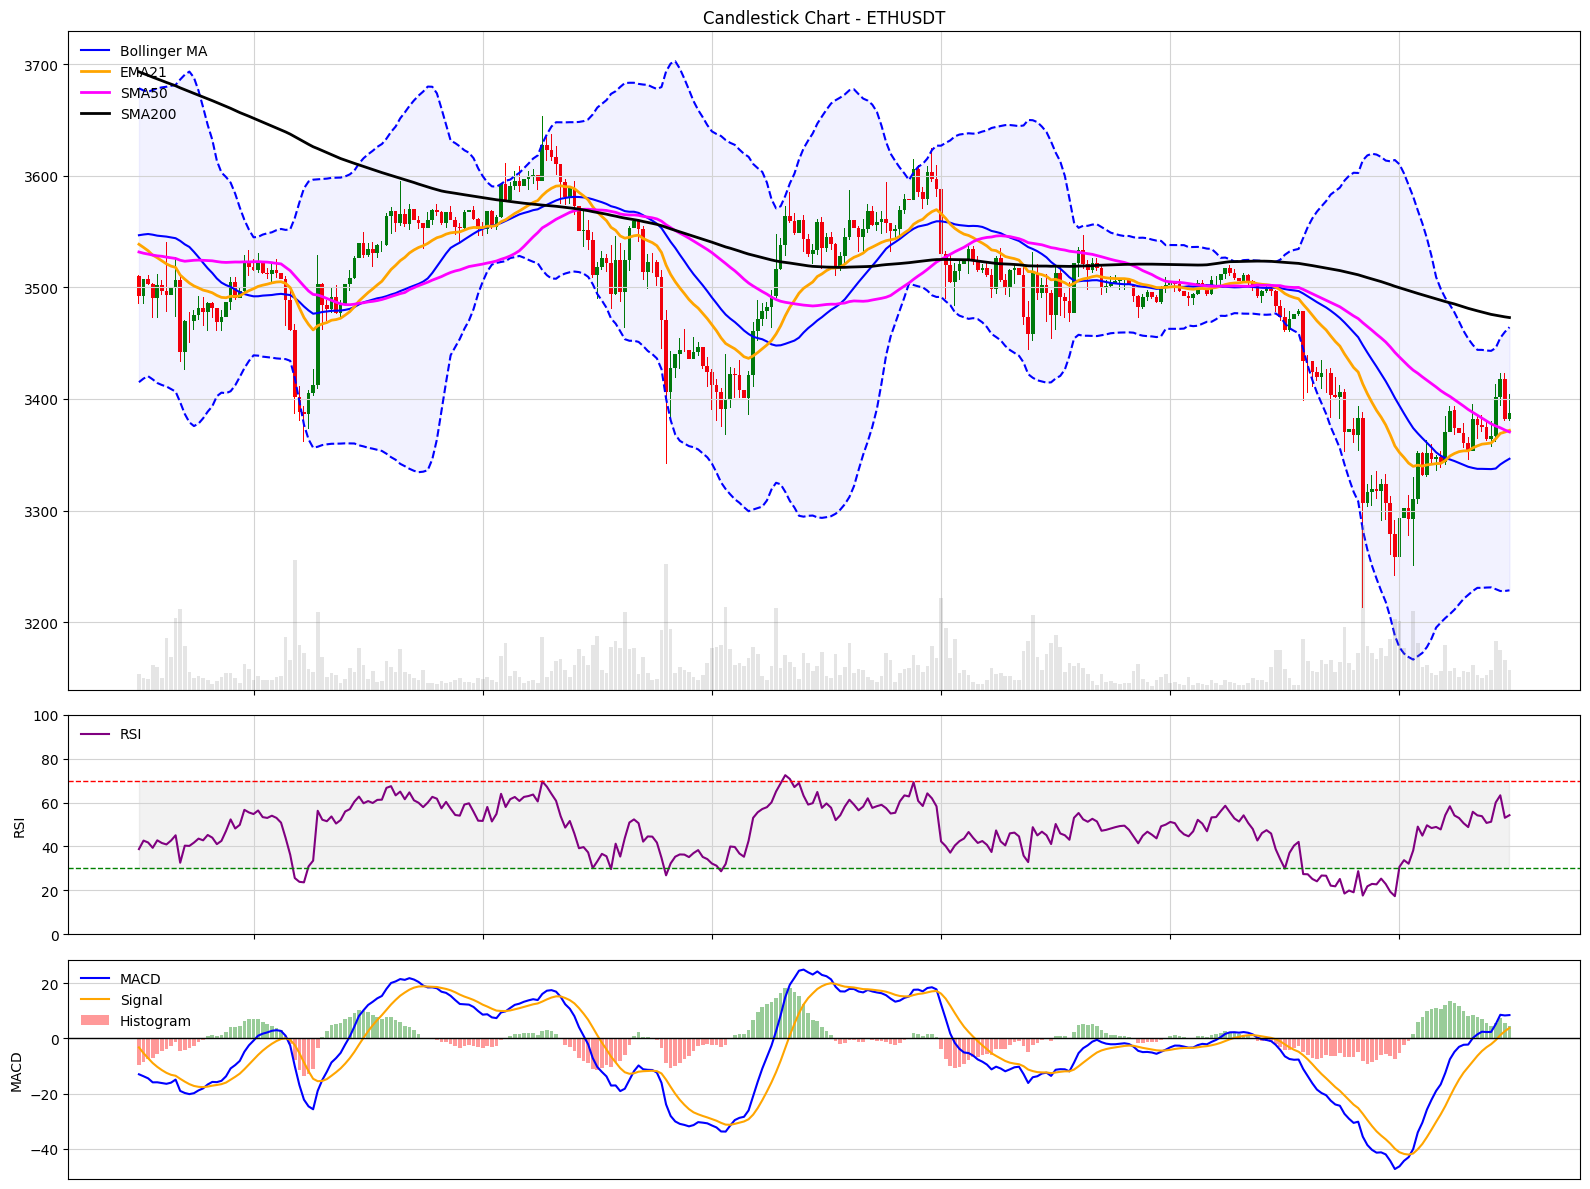 Candlestick Chart - ETHUSDT
Bollinger MA
EMA21
SMA50
SMA200
3700
3600
3500
3400
3300
3200
RSI
100
80
60
40
20
0
RSI
MACD
Signal
Histogram
20
0
−20
−40
MACD